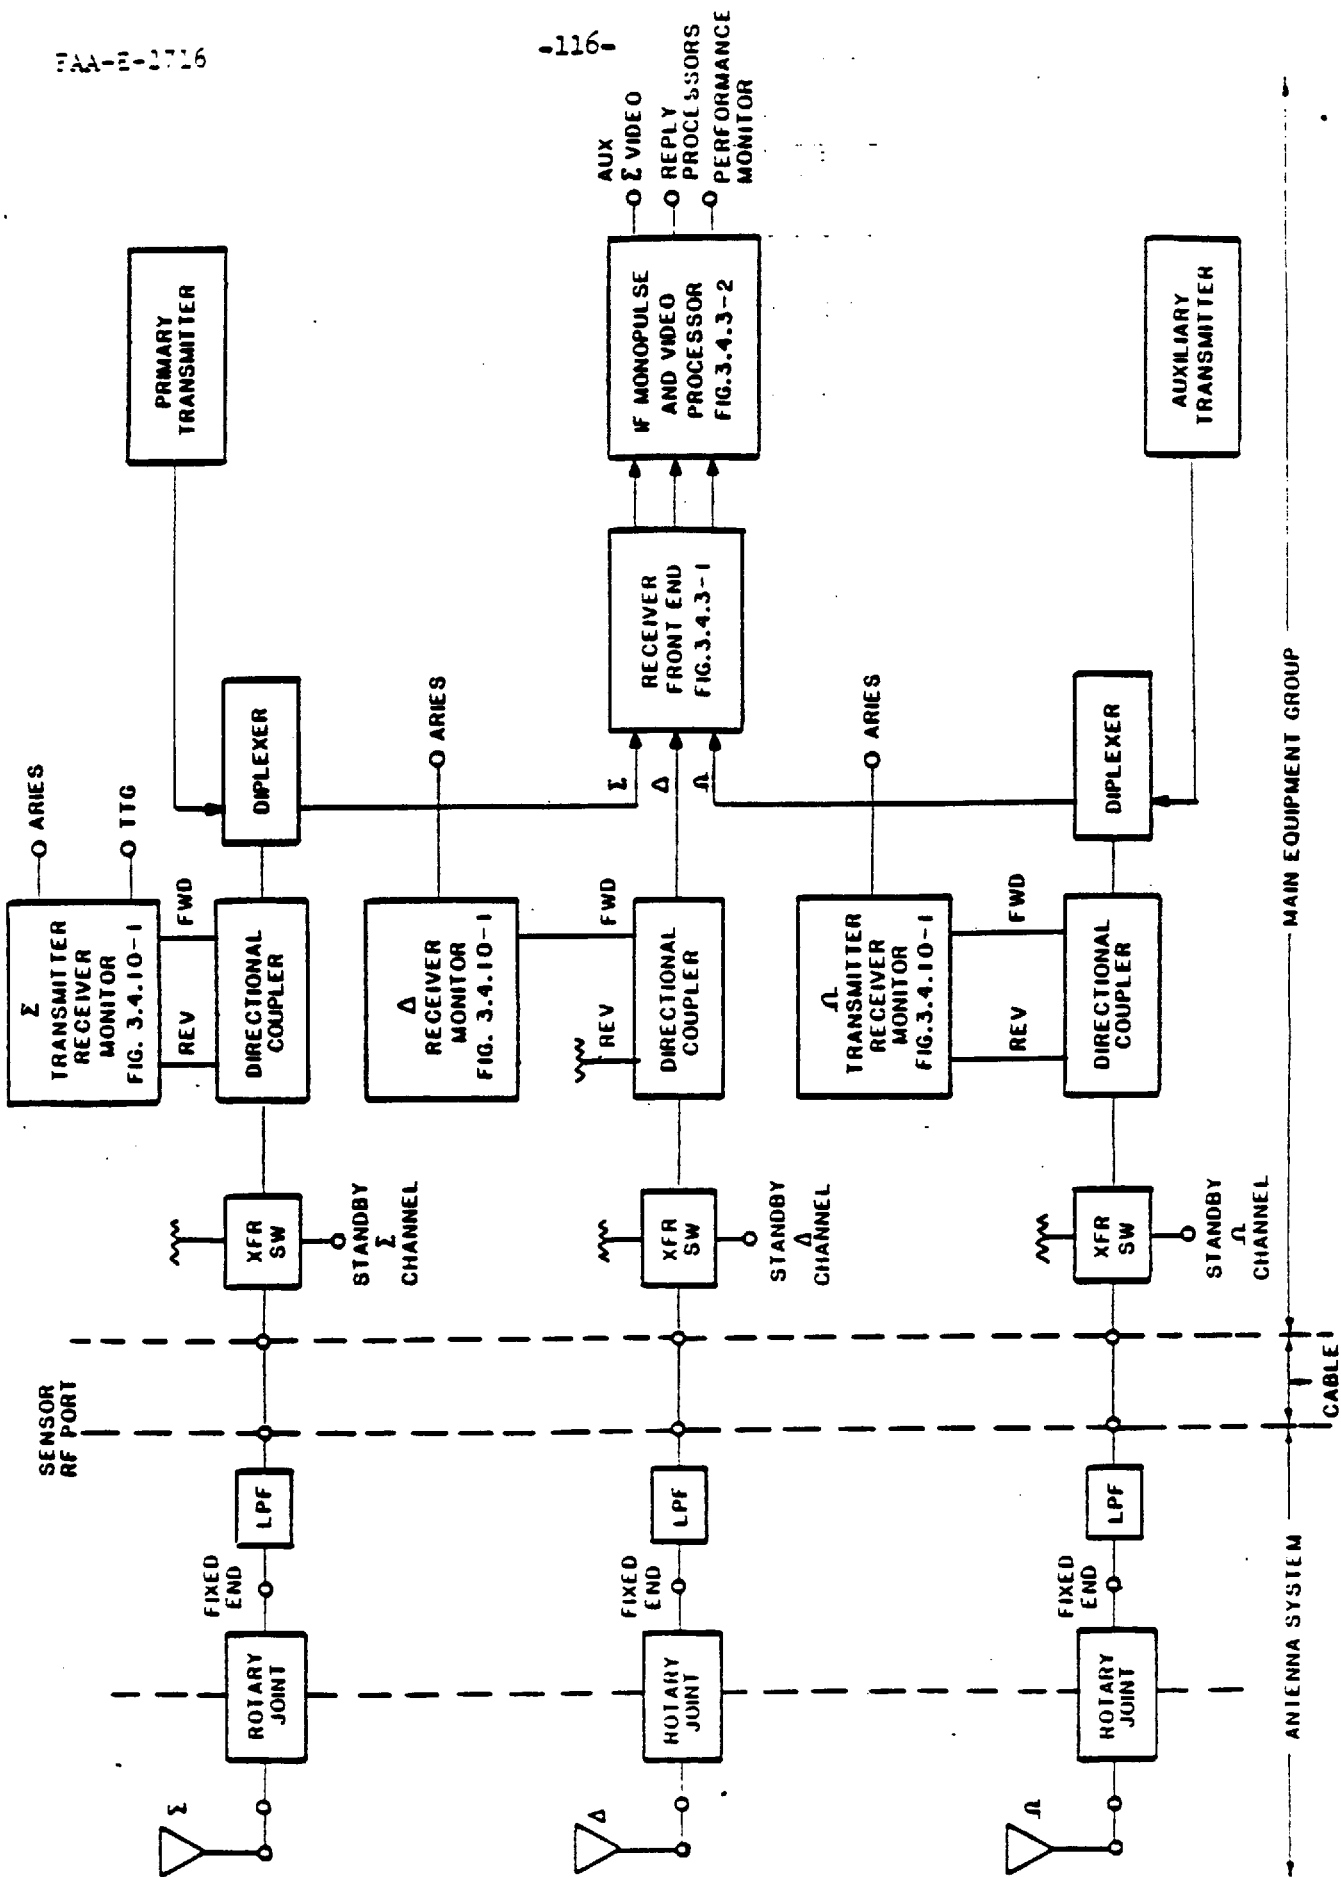 FAA-E-2716
-116-
Σ
TRANSMITTER
RECEIVER
MONITOR
FIG. 3.4.10-1
ARIES
TTG
REV
FWD
PRIMARY
TRANSMITTER
SENSOR
RF PORT
Σ
ROTARY
JOINT
FIXED
END
LPF
XFR
SW
STANDBY
Σ
CHANNEL
DIRECTIONAL
COUPLER
DIPLEXER
Δ
RECEIVER
MONITOR
FIG. 3.4.10-1
ARIES
REV
FWD
Δ
ROTARY
JOINT
FIXED
END
LPF
XFR
SW
STANDBY
Δ
CHANNEL
DIRECTIONAL
COUPLER
Σ
Δ
Ω
RECEIVER
FRONT END
FIG.3.4.3-1
IF MONOPULSE
AND VIDEO
PROCESSOR
FIG.3.4.3-2
AUX
Σ VIDEO
REPLY
PROCESSORS
PERFORMANCE
MONITOR
Ω
TRANSMITTER
RECEIVER
MONITOR
FIG.3.4.10-1
ARIES
REV
FWD
Ω
ROTARY
JOINT
FIXED
END
LPF
XFR
SW
STANDBY
Ω
CHANNEL
DIRECTIONAL
COUPLER
DIPLEXER
AUXILIARY
TRANSMITTER
ANTENNA SYSTEM
CABLE
MAIN EQUIPMENT GROUP